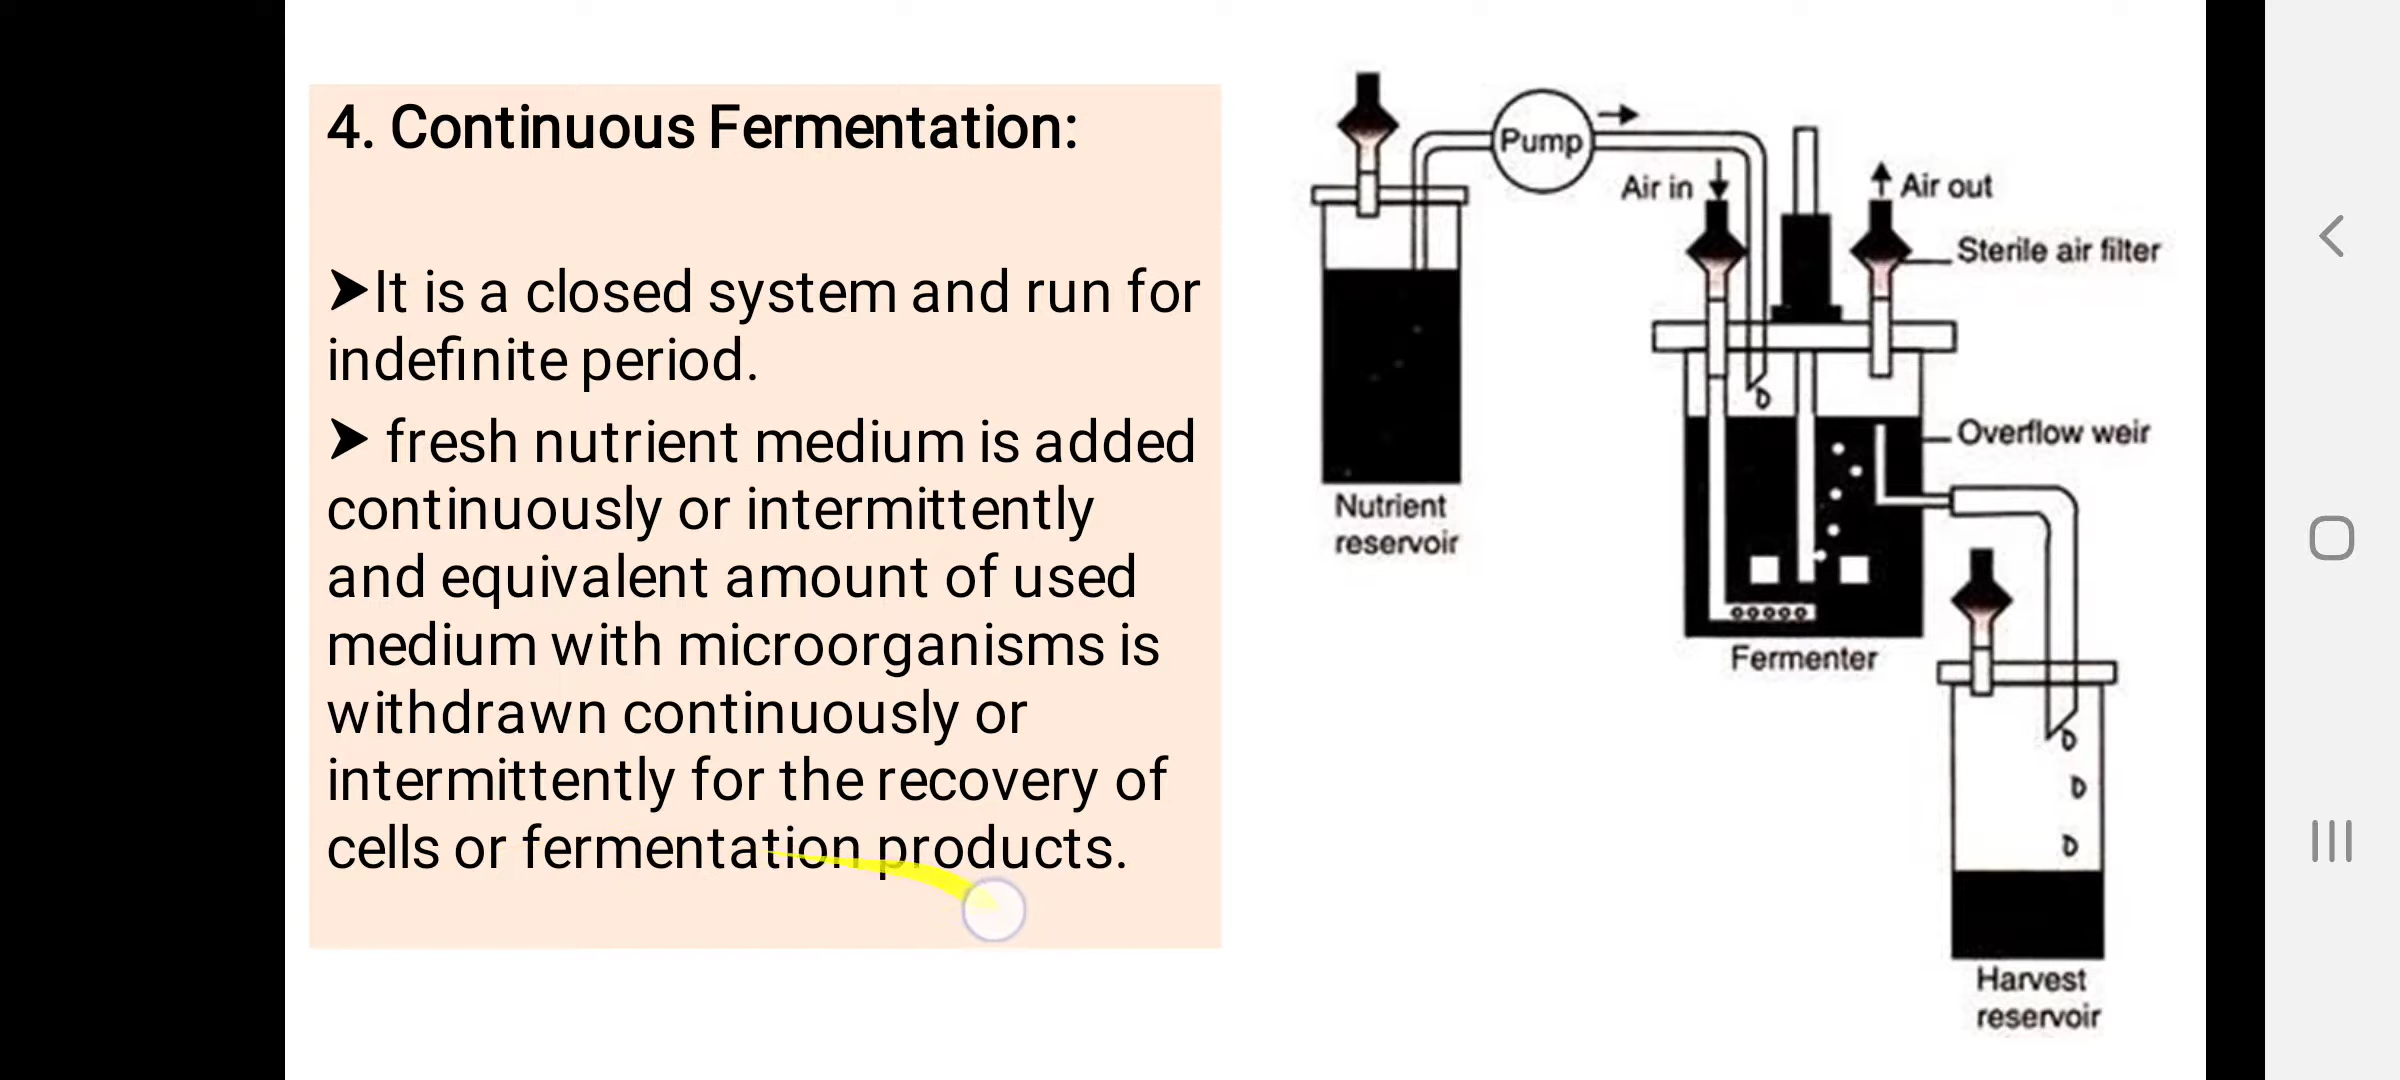 4. Continuous Fermentation:
➤It is a closed system and run for
indefinite period.
➤ fresh nutrient medium is added
continuously or intermittently
and equivalent amount of used
medium with microorganisms is
withdrawn continuously or
intermittently for the recovery of
cells or fermentation products.
Pump
Air in
Air out
Sterile air filter
Overflow weir
Nutrient
reservoir
Fermenter
Harvest
reservoir